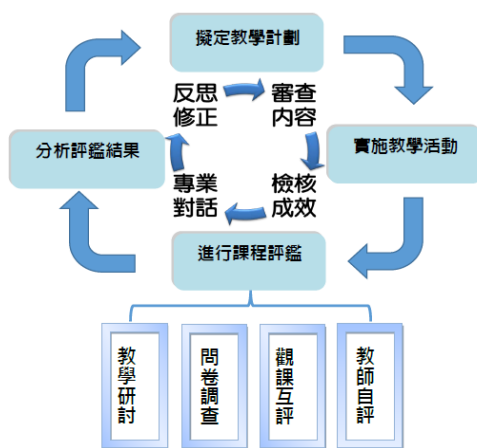 擬定教學計劃
反思
修正
審查
內容
分析評鑑結果
實施教學活動
專業
對話
檢核
成效
進行課程評鑑
教學研討
問卷調查
觀課互評
教師自評